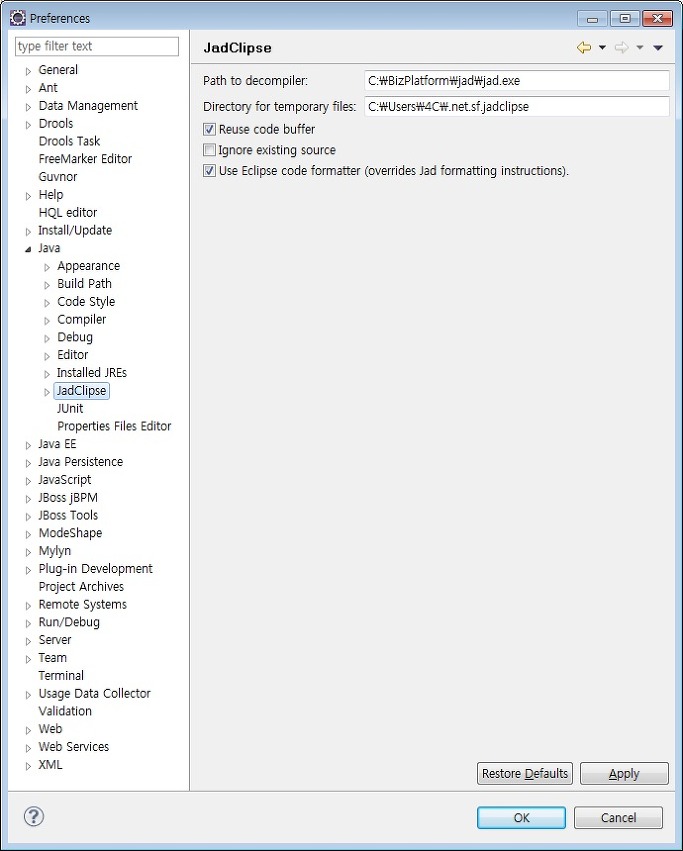 Preferences
type filter text
General
Ant
Data Management
Drools
Drools Task
FreeMarker Editor
Guvnor
Help
HQL editor
Install/Update
Java
Appearance
Build Path
Code Style
Compiler
Debug
Editor
Installed JREs
JadClipse
JUnit
Properties Files Editor
Java EE
Java Persistence
JavaScript
JBoss jBPM
JBoss Tools
ModeShape
Mylyn
Plug-in Development
Project Archives
Remote Systems
Run/Debug
Server
Team
Terminal
Usage Data Collector
Validation
Web
Web Services
XML
JadClipse
Path to decompiler: C:₩BizPlatform₩jad₩jad.exe
Directory for temporary files: C:₩Users₩4C₩.net.sf.jadclipse
Reuse code buffer
Ignore existing source
Use Eclipse code formatter (overrides Jad formatting instructions).
Restore Defaults Apply
? OK Cancel